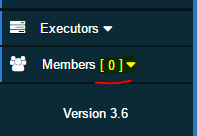 Executors
Members [ 0 ]
Version 3.6